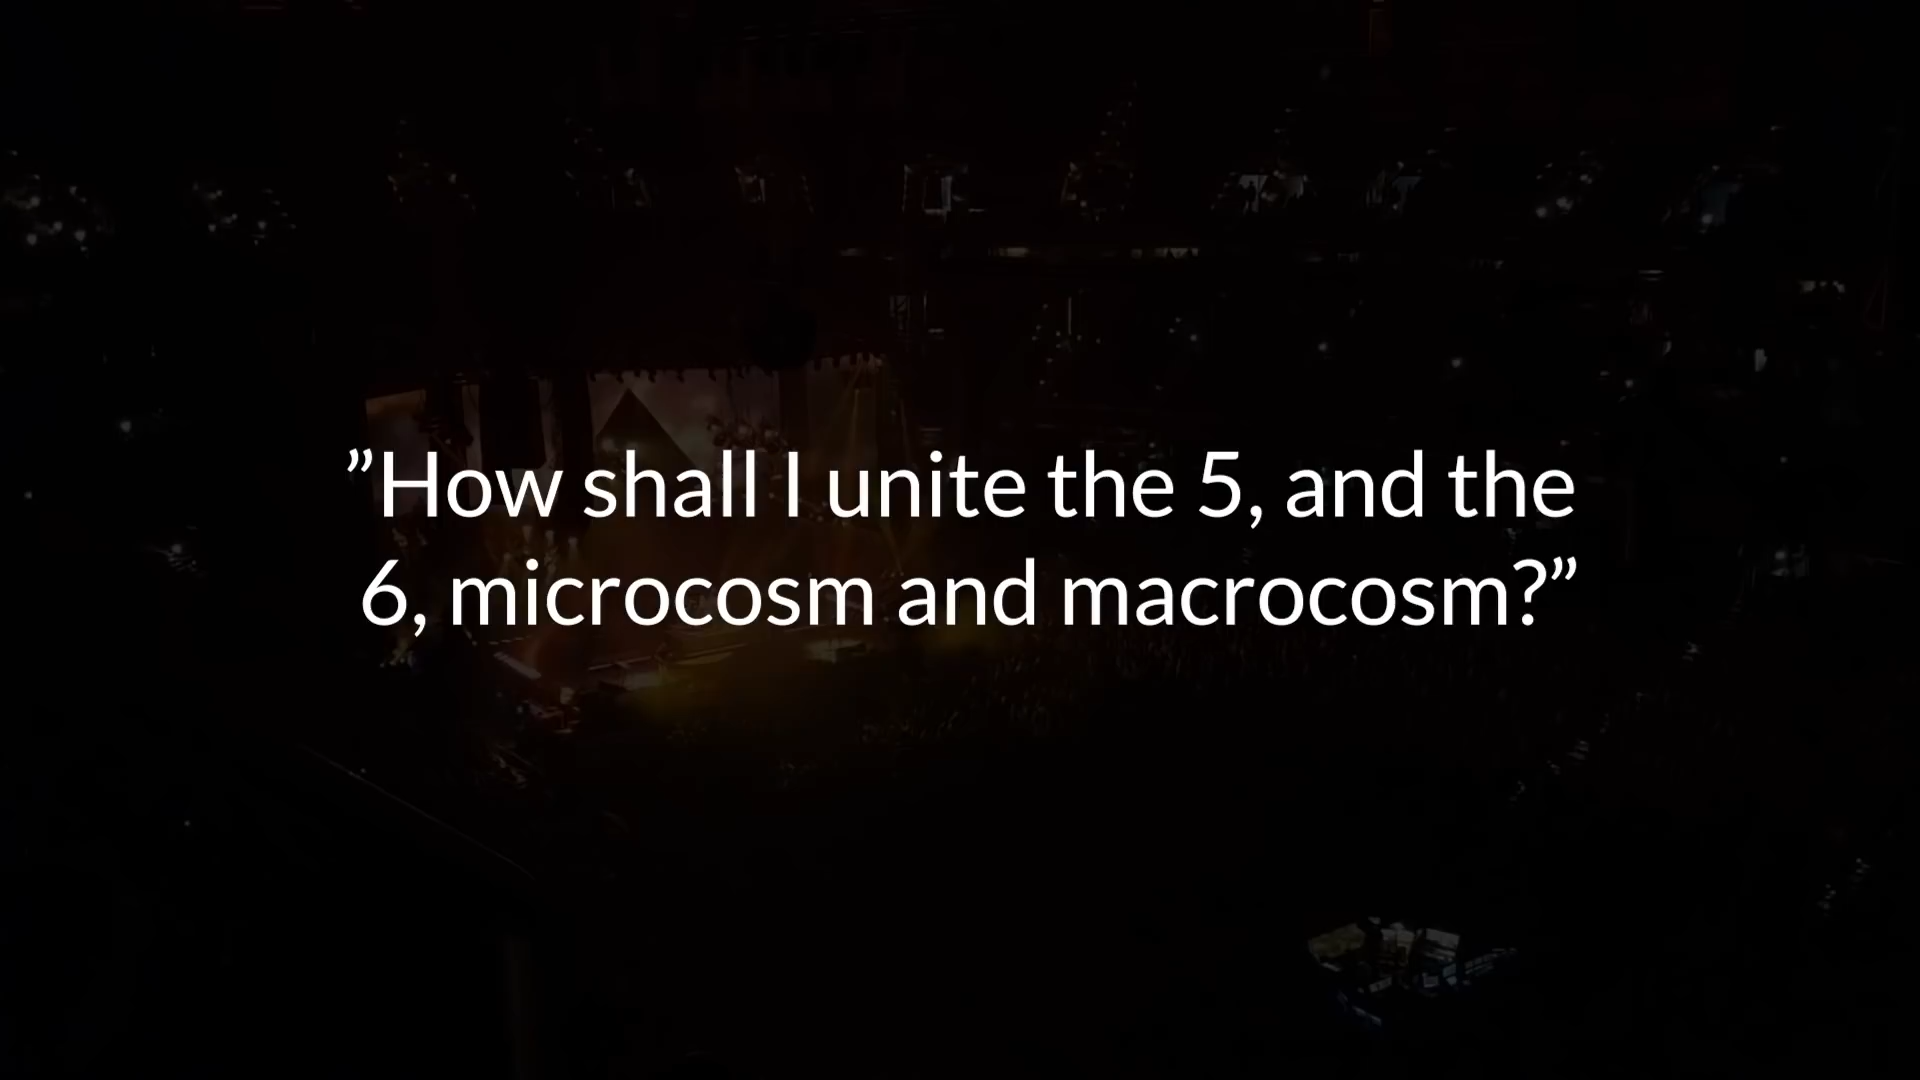 ”How shall I unite the 5, and the
6, microcosm and macrocosm?”